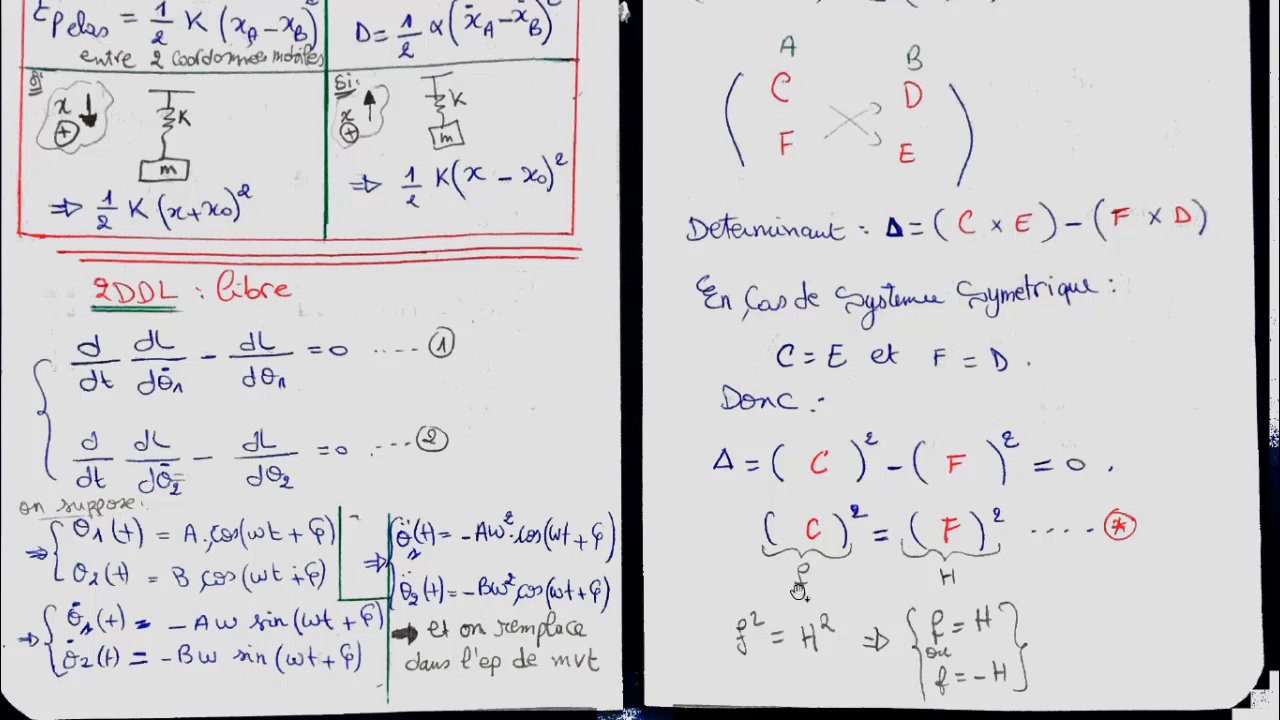 Epelas = 1/2 K (xA - xB)²
entre 2 coordonnées mobiles
D = 1/2 α (ẋA - ẋB)²
Si:
x
+
K
m
⇒ 1/2 K (x + x0)²
Si:
x
+
K
m
⇒ 1/2 K (x - x0)²
2DDL : libre
d/dt dL/dθ̇1 - dL/dθ1 = 0 ..... ①
d/dt dL/dθ̇2 - dL/dθ2 = 0 ..... ②
on suppose:
⇒ { θ1(t) = A cos(ωt + φ)
θ2(t) = B cos(ωt + φ)
⇒ { θ̇1(t) = -Aω sin(ωt + φ)
θ̇2(t) = -Bω sin(ωt + φ)
⇒ { θ̈1(t) = -Aω² cos(ωt + φ)
θ̈2(t) = -Bω² cos(ωt + φ)
→ et on remplace
dans l'eq de mvt
A B
C D
F E
Determinant : Δ = (C × E) - (F × D)
En Cas de Systeme Symetrique :
C = E et F = D .
Donc :
Δ = ( C )² - ( F )² = 0 .
( C )² = ( F )² ..... *
f H
f² = H² ⇒ { f = H
ou
f = -H }